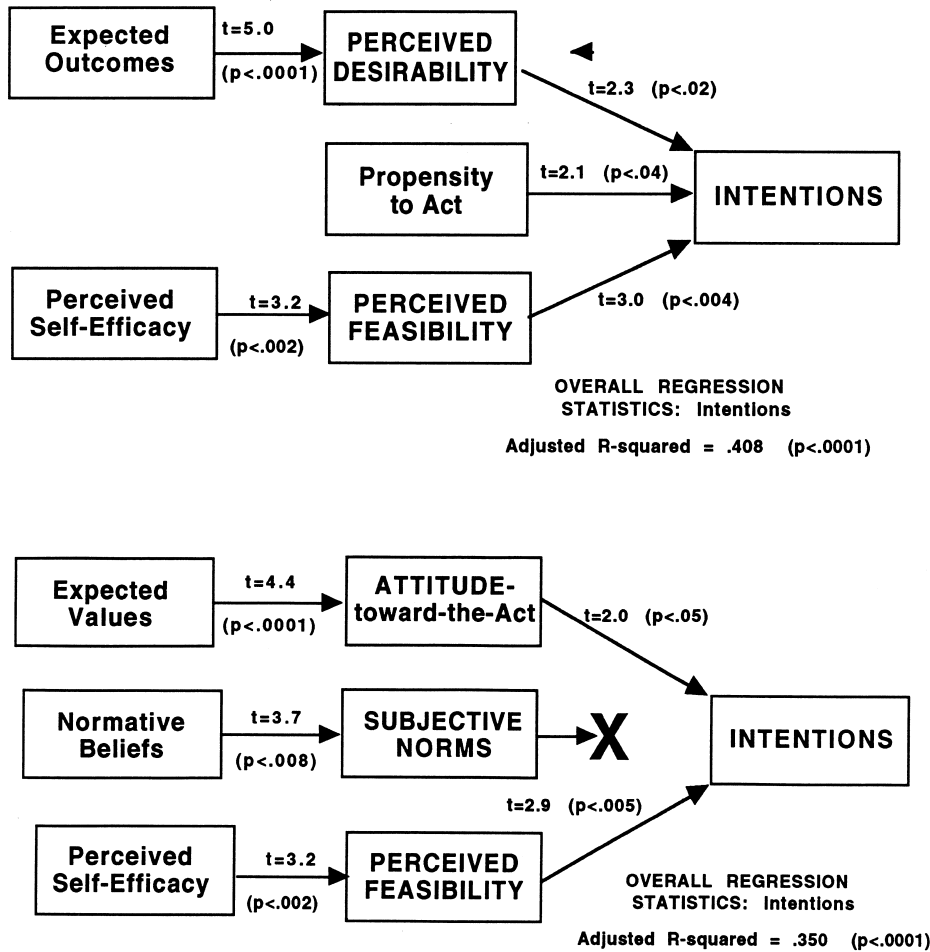 Expected
Outcomes
t=5.0
(p<.0001)
PERCEIVED
DESIRABILITY
t=2.3 (p<.02)
Propensity
to Act
t=2.1 (p<.04)
INTENTIONS
Perceived
Self-Efficacy
t=3.2
(p<.002)
PERCEIVED
FEASIBILITY
t=3.0 (p<.004)
OVERALL REGRESSION
STATISTICS: Intentions
Adjusted R-squared = .408 (p<.0001)
Expected
Values
t=4.4
(p<.0001)
ATTITUDE-
toward-the-Act
t=2.0 (p<.05)
Normative
Beliefs
t=3.7
(p<.008)
SUBJECTIVE
NORMS
X
INTENTIONS
t=2.9 (p<.005)
Perceived
Self-Efficacy
t=3.2
(p<.002)
PERCEIVED
FEASIBILITY
OVERALL REGRESSION
STATISTICS: Intentions
Adjusted R-squared = .350 (p<.0001)